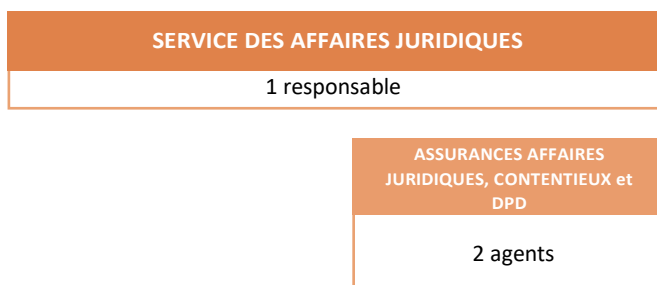 SERVICE DES AFFAIRES JURIDIQUES
1 responsable
ASSURANCES AFFAIRES
JURIDIQUES, CONTENTIEUX et
DPD
2 agents